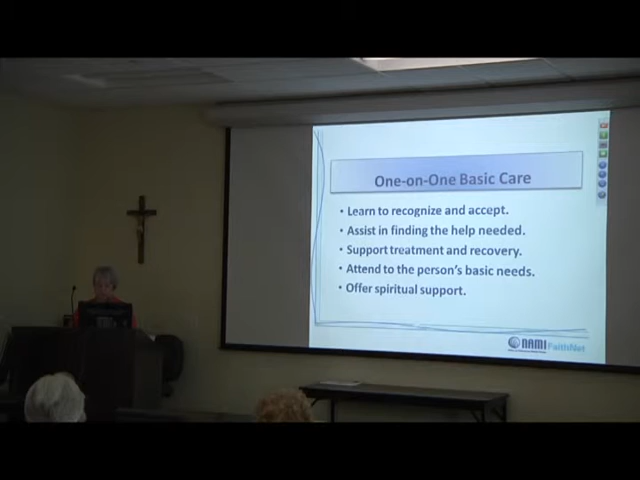 One-on-One Basic Care
• Learn to recognize and accept.
• Assist in finding the help needed.
• Support treatment and recovery.
• Attend to the person's basic needs.
• Offer spiritual support.
NAMI FaithNet